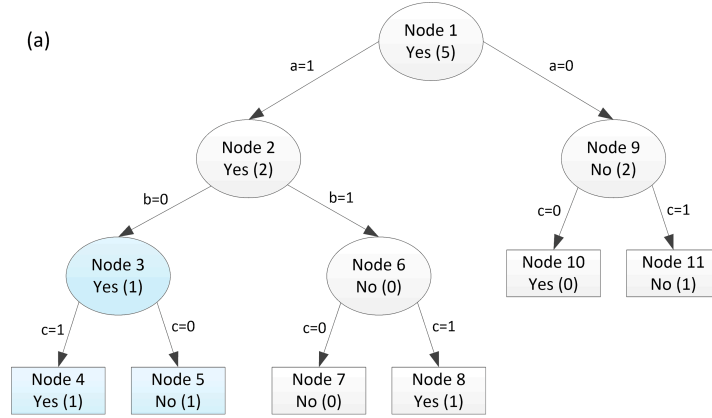 (a)
Node 1
Yes (5)
a=1
a=0
Node 2
Yes (2)
Node 9
No (2)
b=0
b=1
c=0
c=1
Node 3
Yes (1)
Node 6
No (0)
Node 10
Yes (0)
Node 11
No (1)
c=1
c=0
c=0
c=1
Node 4
Yes (1)
Node 5
No (1)
Node 7
No (0)
Node 8
Yes (1)